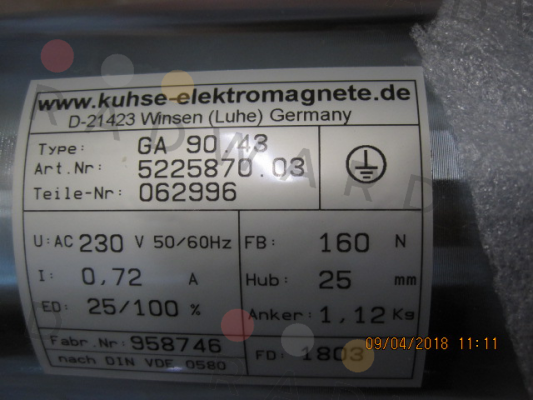 www.kuhse-elektromagnete.de
D-21423 Winsen (Luhe) Germany
Type: GA 90.43
Art.Nr: 5225870.03
Teile-Nr: 062996
U: AC 230 V 50/60Hz FB: 160 N
I: 0,72 A Hub: 25 mm
ED: 25/100 % Anker: 1,12 Kg
Fabr.Nr: 958746 FD: 1803
nach DIN VDE 0580
09/04/2018 11:11
RADWARD